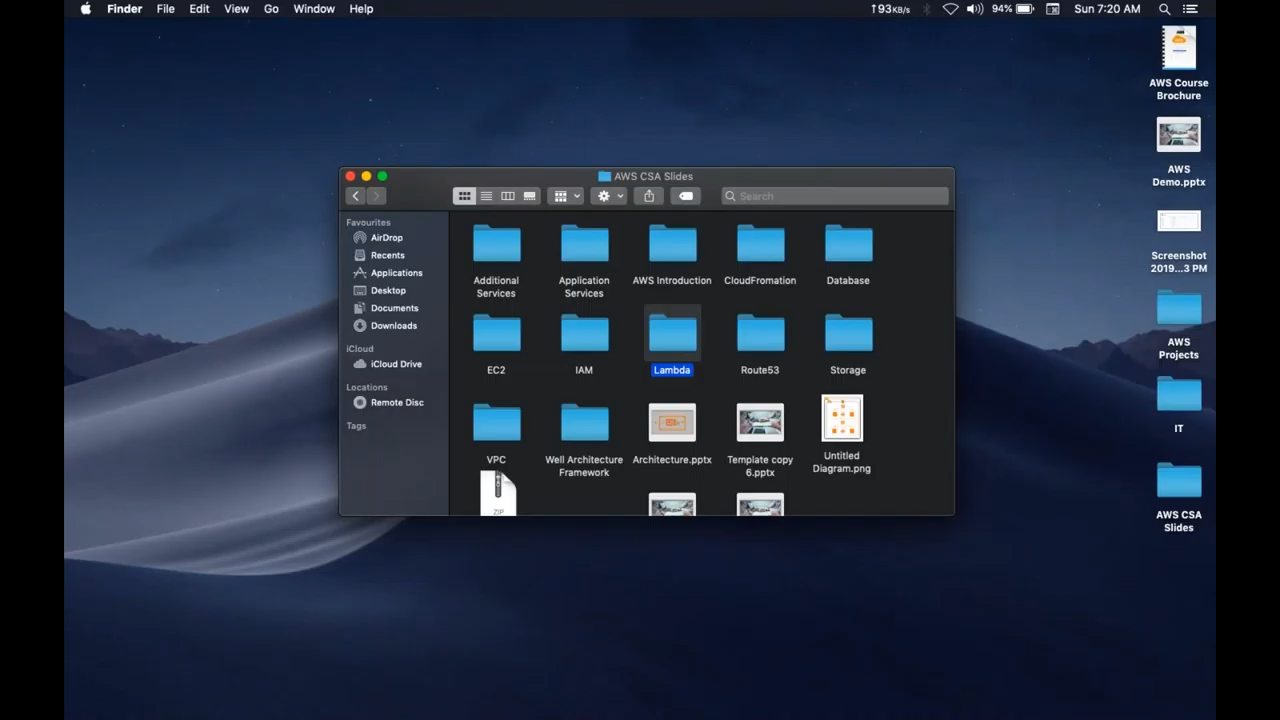 Finder File Edit View Go Window Help
↑93KB/s 94% Sun 7:20 AM
AWS Course
Brochure
AWS
Demo.pptx
Screenshot
2019...3 PM
AWS
Projects
IT
AWS CSA
Slides
AWS CSA Slides
Search
Favourites
AirDrop
Recents
Applications
Desktop
Documents
Downloads
iCloud
iCloud Drive
Locations
Remote Disc
Tags
Additional
Services
Application
Services
AWS Introduction
CloudFromation
Database
EC2
IAM
Lambda
Route53
Storage
VPC
Well Architecture
Framework
Architecture.pptx
Template copy
6.pptx
Untitled
Diagram.png
ZIP